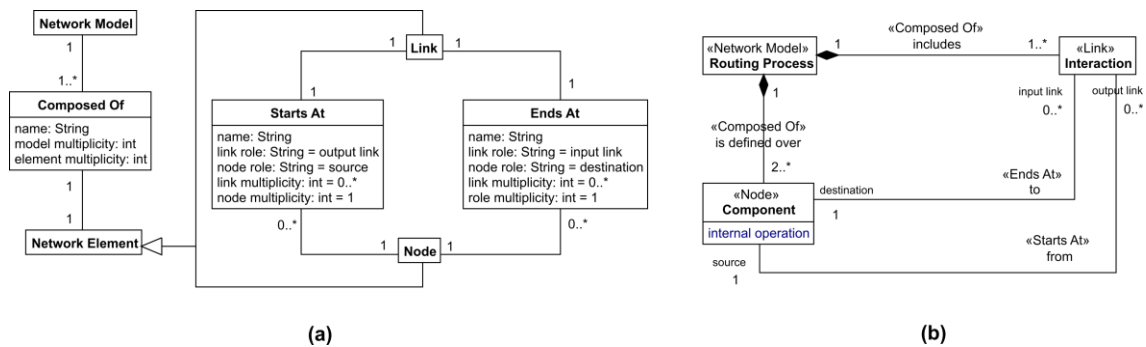 Network Model
1
1..*
Composed Of
name: String
model multiplicity: int
element multiplicity: int
1
1
Network Element
Link
1
1
1
1
Starts At
name: String
link role: String = output link
node role: String = source
link multiplicity: int = 0..*
node multiplicity: int = 1
0..*
Ends At
name: String
link role: String = input link
node role: String = destination
link multiplicity: int = 0..*
role multiplicity: int = 1
0..*
1
1
Node
(a)
«Network Model»
Routing Process
1
«Composed Of»
includes
1..*
«Link»
Interaction
input link
0..*
output link
0..*
1
«Composed Of»
is defined over
2..*
«Node»
Component
internal operation
destination
1
«Ends At»
to
«Starts At»
from
source
1
(b)